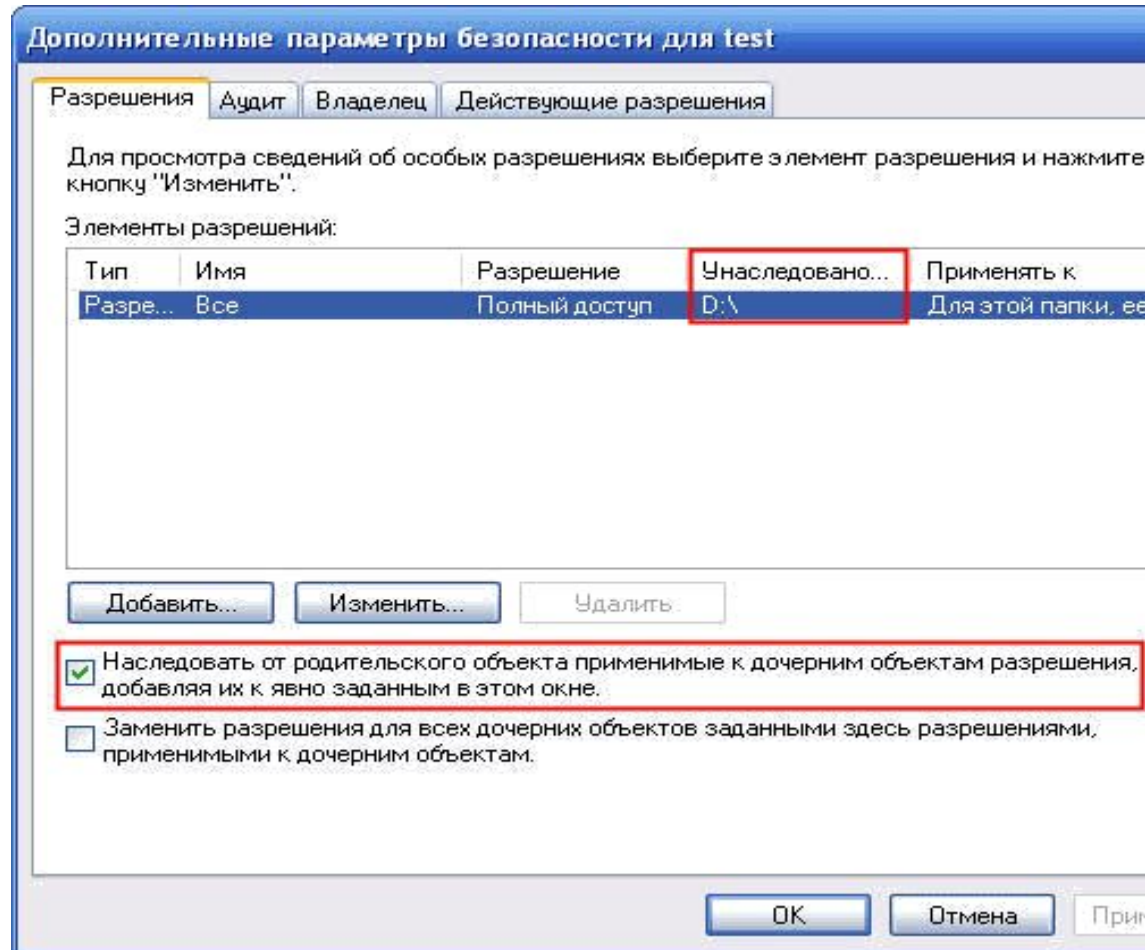 Дополнительные параметры безопасности для test
Разрешения Аудит Владелец Действующие разрешения
Для просмотра сведений об особых разрешениях выберите элемент разрешения и нажмите
кнопку "Изменить".
Элементы разрешений:
Тип Имя Разрешение Унаследовано... Применять к
Разре... Все Полный доступ D:\ Для этой папки, ее
Добавить... Изменить... Удалить
Наследовать от родительского объекта применимые к дочерним объектам разрешения,
добавляя их к явно заданным в этом окне.
Заменить разрешения для всех дочерних объектов заданными здесь разрешениями,
применимыми к дочерним объектам.
OK Отмена